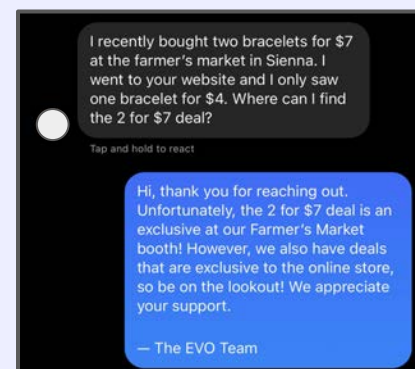 I recently bought two bracelets for $7
at the farmer's market in Sienna. I
went to your website and I only saw
one bracelet for $4. Where can I find
the 2 for $7 deal?
Tap and hold to react
Hi, thank you for reaching out.
Unfortunately, the 2 for $7 deal is an
exclusive at our Farmer's Market
booth! However, we also have deals
that are exclusive to the online store,
so be on the lookout! We appreciate
your support.
— The EVO Team